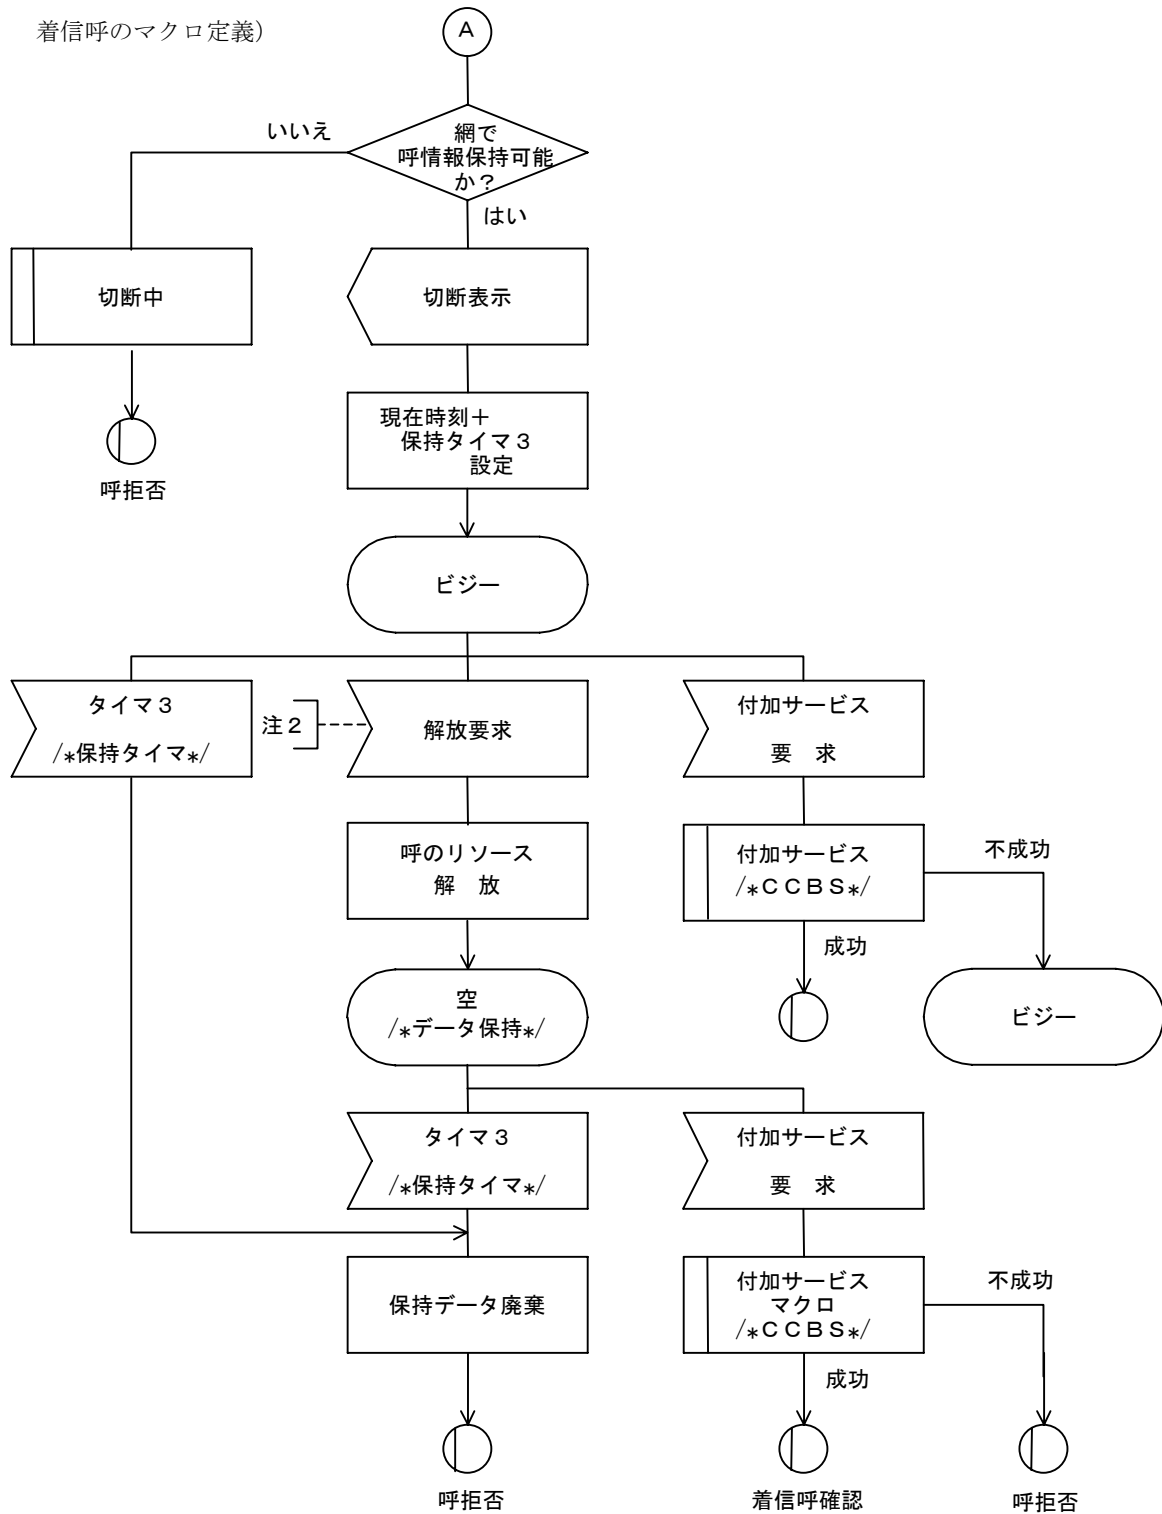 着信呼のマクロ定義)
A
網で
呼情報保持可能
か?
いいえ
はい
切断中
切断表示
現在時刻+
保持タイマ3
設定
呼拒否
ビジー
タイマ3
/*保持タイマ*/
注2
解放要求
付加サービス
要 求
呼のリソース
解 放
付加サービス
/*CCBS*/
不成功
成功
空
/*データ保持*/
ビジー
タイマ3
/*保持タイマ*/
付加サービス
要 求
保持データ廃棄
付加サービス
マクロ
/*CCBS*/
不成功
成功
呼拒否
着信呼確認
呼拒否